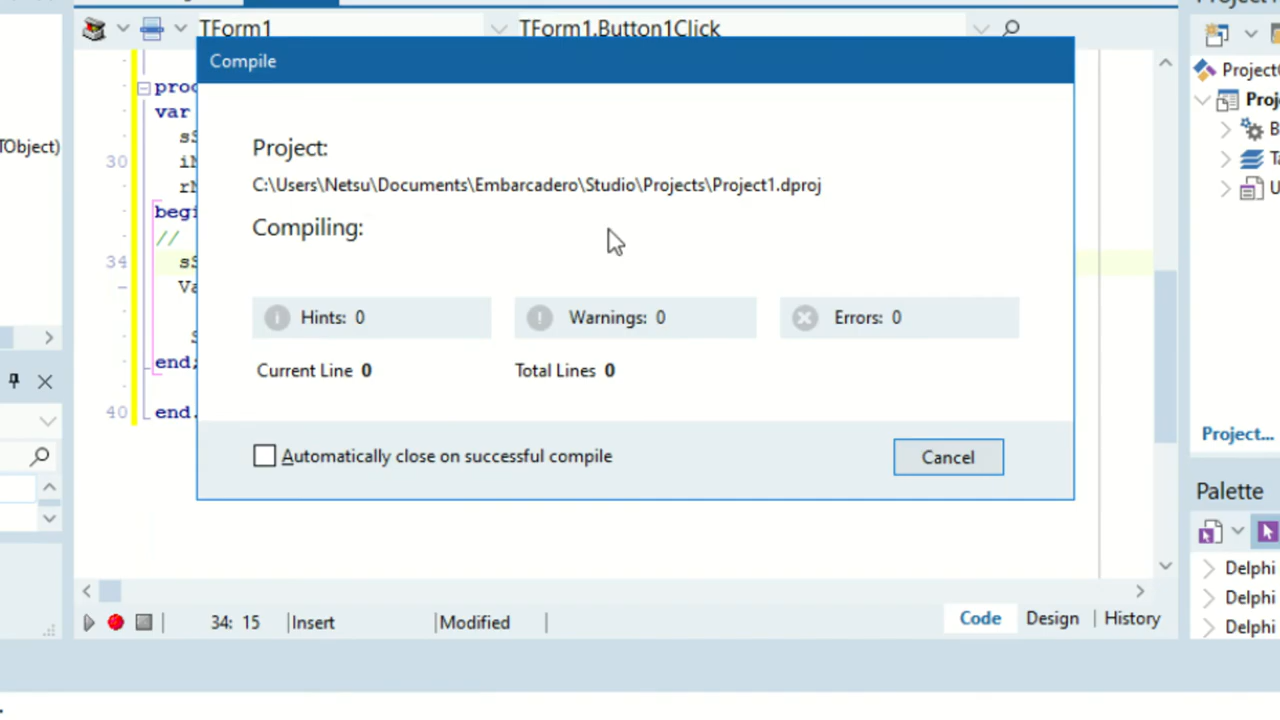 TForm1
TForm1.Button1Click
Compile
Project:
C:\Users\Netsu\Documents\Embarcadero\Studio\Projects\Project1.dproj
Compiling:
Hints: 0
Warnings: 0
Errors: 0
Current Line 0
Total Lines 0
Automatically close on successful compile
Cancel
TObject)
var
30
//
34
end;
40
end.
34: 15
Insert
Modified
Code
Design
History
Project...
Palette
Delphi
Delphi
Delphi